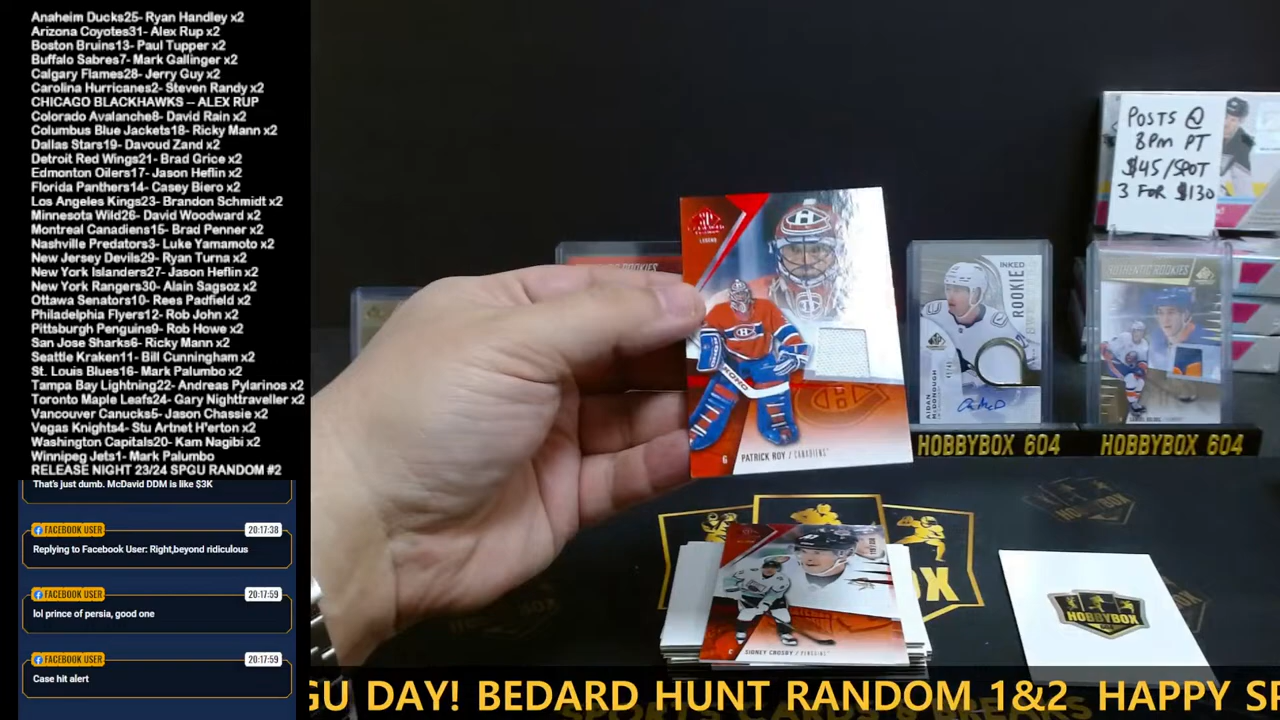 Anaheim Ducks25- Ryan Handley x2
Arizona Coyotes31- Alex Rup x2
Boston Bruins13- Paul Tupper x2
Buffalo Sabres7- Mark Gallinger x2
Calgary Flames28- Jerry Guy x2
Carolina Hurricanes2- Steven Randy x2
CHICAGO BLACKHAWKS -- ALEX RUP
Colorado Avalanche8- David Rain x2
Columbus Blue Jackets18- Ricky Mann x2
Dallas Stars19- Davoud Zand x2
Detroit Red Wings21- Brad Grice x2
Edmonton Oilers17- Jason Heflin x2
Florida Panthers14- Casey Biero x2
Los Angeles Kings23- Brandon Schmidt x2
Minnesota Wild26- David Woodward x2
Montreal Canadiens15- Brad Penner x2
Nashville Predators3- Luke Yamamoto x2
New Jersey Devils29- Ryan Turna x2
New York Islanders27- Jason Heflin x2
New York Rangers30- Alain Sagsoz x2
Ottawa Senators10- Rees Padfield x2
Philadelphia Flyers12- Rob John x2
Pittsburgh Penguins9- Rob Howe x2
San Jose Sharks6- Ricky Mann x2
Seattle Kraken11- Bill Cunningham x2
St. Louis Blues16- Mark Palumbo x2
Tampa Bay Lightning22- Andreas Pylarinos x2
Toronto Maple Leafs24- Gary Nighttraveller x2
Vancouver Canucks5- Jason Chassie x2
Vegas Knights4- Stu Artnet H'erton x2
Washington Capitals20- Kam Nagibi x2
Winnipeg Jets1- Mark Palumbo
RELEASE NIGHT 23/24 SPGU RANDOM #2
That's just dumb. McDavid DDM is like $3K
FACEBOOK USER 20:17:38
Replying to Facebook User: Right,beyond ridiculous
FACEBOOK USER 20:17:59
lol prince of persia, good one
FACEBOOK USER 20:17:59
Case hit alert
POSTS @
8PM PT
$45/SPOT
3 FOR $130
LEGEND
G PATRICK ROY / CANADIENS
INKED
ROOKIE
AUTHENTIC ROOKIES
HOBBYBOX 604 HOBBYBOX 604
C SIDNEY CROSBY / PENGUINS
BOX
HOBBYBOX
GU DAY! BEDARD HUNT RANDOM 1&2 HAPPY SP